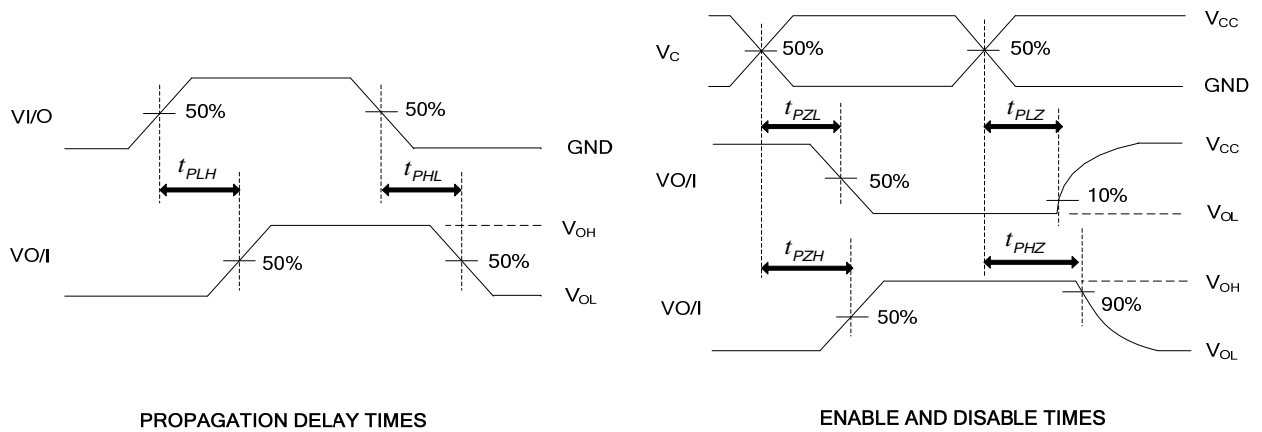 VI/O
50%
50%
GND
tPLH
tPHL
VO/I
50%
50%
VOH
VOL
PROPAGATION DELAY TIMES
VC
50%
50%
VCC
GND
tPZL
tPLZ
VO/I
50%
10%
VCC
VOL
tPZH
tPHZ
VO/I
50%
90%
VOH
VOL
ENABLE AND DISABLE TIMES